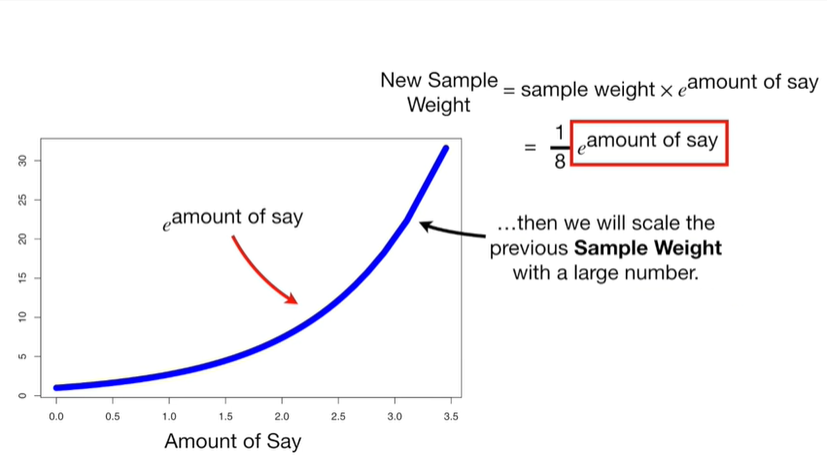 New Sample Weight = sample weight × e^amount of say
= 1/8 e^amount of say
e^amount of say
...then we will scale the
previous Sample Weight
with a large number.
30
25
20
15
10
5
0
0.0 0.5 1.0 1.5 2.0 2.5 3.0 3.5
Amount of Say